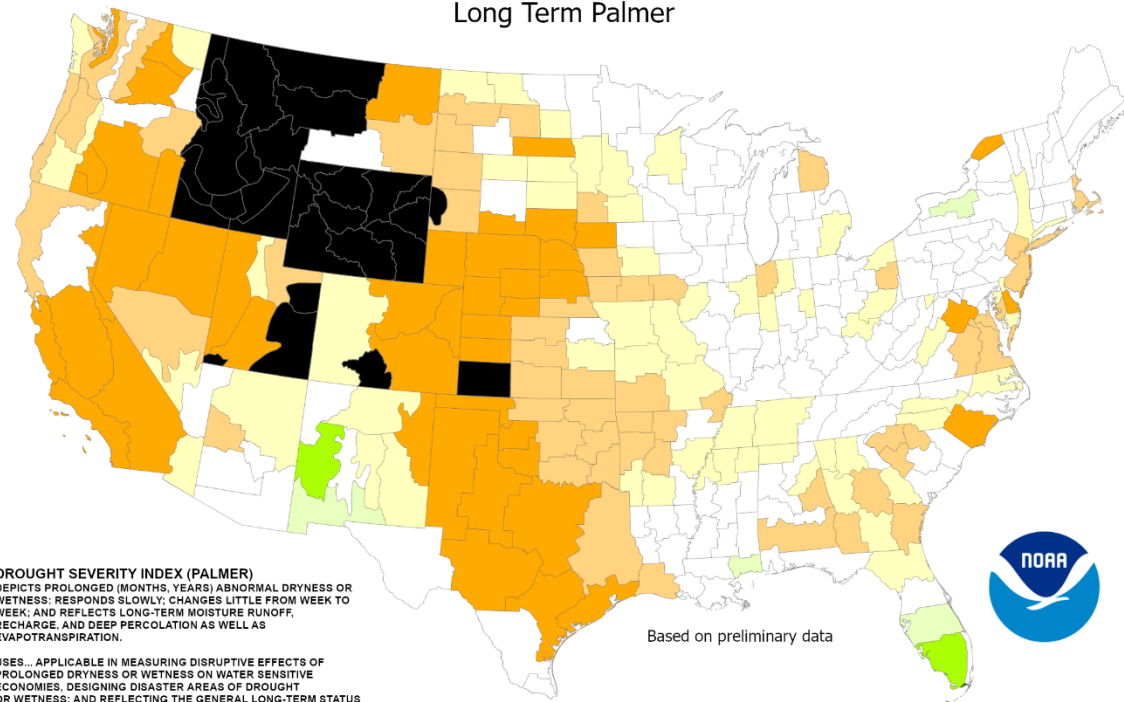 Long Term Palmer
NOAA
Based on preliminary data
DROUGHT SEVERITY INDEX (PALMER)
DEPICTS PROLONGED (MONTHS, YEARS) ABNORMAL DRYNESS OR
WETNESS: RESPONDS SLOWLY; CHANGES LITTLE FROM WEEK TO
WEEK; AND REFLECTS LONG-TERM MOISTURE RUNOFF,
RECHARGE, AND DEEP PERCOLATION AS WELL AS
EVAPOTRANSPIRATION.
USES... APPLICABLE IN MEASURING DISRUPTIVE EFFECTS OF
PROLONGED DRYNESS OR WETNESS ON WATER SENSITIVE
ECONOMIES, DESIGNING DISASTER AREAS OF DROUGHT
OR WETNESS; AND REFLECTING THE GENERAL LONG-TERM STATUS